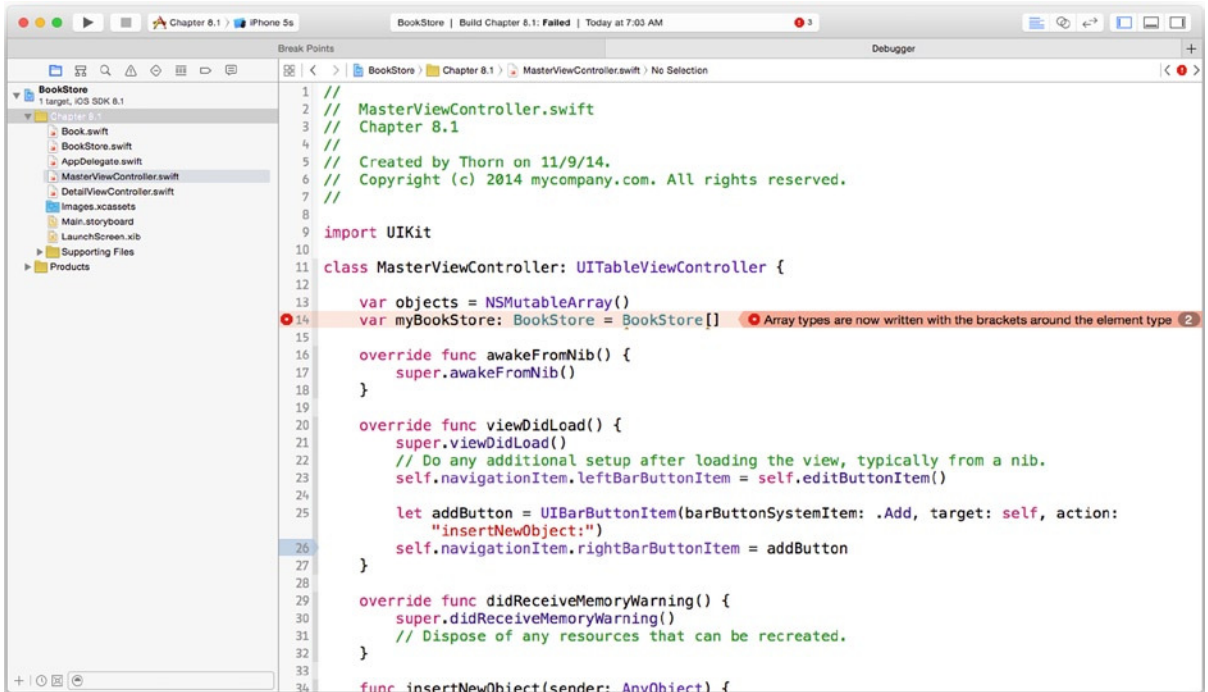 Chapter 8.1 › iPhone 5s
BookStore | Build Chapter 8.1: Failed | Today at 7:03 AM
3
Break Points
Debugger
BookStore › Chapter 8.1 › MasterViewController.swift › No Selection
BookStore
1 target, iOS SDK 8.1
Chapter 8.1
Book.swift
BookStore.swift
AppDelegate.swift
MasterViewController.swift
DetailViewController.swift
Images.xcassets
Main.storyboard
LaunchScreen.xib
Supporting Files
Products
1 //
2 //  MasterViewController.swift
3 //  Chapter 8.1
4 //
5 //  Created by Thorn on 11/9/14.
6 //  Copyright (c) 2014 mycompany.com. All rights reserved.
7 //
8
9 import UIKit
10
11 class MasterViewController: UITableViewController {
12
13     var objects = NSMutableArray()
14     var myBookStore: BookStore = BookStore[] Array types are now written with the brackets around the element type 2
15
16     override func awakeFromNib() {
17         super.awakeFromNib()
18     }
19
20     override func viewDidLoad() {
21         super.viewDidLoad()
22         // Do any additional setup after loading the view, typically from a nib.
23         self.navigationItem.leftBarButtonItem = self.editButtonItem()
24
25         let addButton = UIBarButtonItem(barButtonSystemItem: .Add, target: self, action:
"insertNewObject:")
26         self.navigationItem.rightBarButtonItem = addButton
27     }
28
29     override func didReceiveMemoryWarning() {
30         super.didReceiveMemoryWarning()
31         // Dispose of any resources that can be recreated.
32     }
33
34     func insertNewObject(sender: AnyObject) {